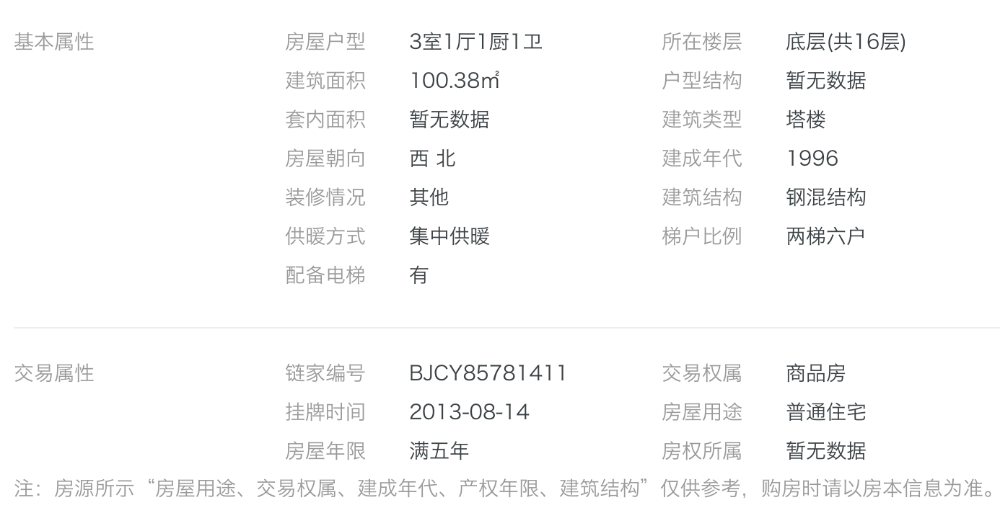 基本属性 房屋户型 3室1厅1厨1卫 所在楼层 底层(共16层)
建筑面积 100.38㎡ 户型结构 暂无数据
套内面积 暂无数据 建筑类型 塔楼
房屋朝向 西 北 建成年代 1996
装修情况 其他 建筑结构 钢混结构
供暖方式 集中供暖 梯户比例 两梯六户
配备电梯 有
交易属性 链家编号 BJCY85781411 交易权属 商品房
挂牌时间 2013-08-14 房屋用途 普通住宅
房屋年限 满五年 房权所属 暂无数据
注：房源所示“房屋用途、交易权属、建成年代、产权年限、建筑结构”仅供参考，购房时请以房本信息为准。